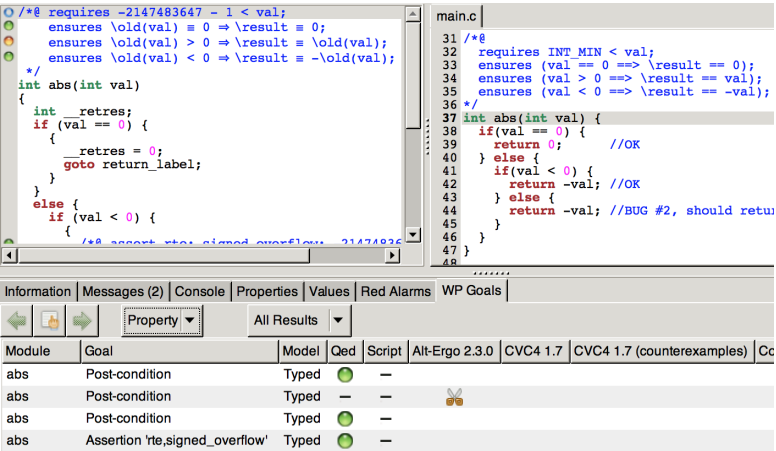 /*@ requires -2147483647 - 1 < val;
ensures \old(val) ≡ 0 ⇒ \result ≡ 0;
ensures \old(val) > 0 ⇒ \result ≡ \old(val);
ensures \old(val) < 0 ⇒ \result ≡ -\old(val);
*/
int abs(int val)
{
int __retres;
if (val == 0) {
{
__retres = 0;
goto return_label;
}
}
else {
if (val < 0) {
{
/*@ assert rte: signed_overflow: -21474836
main.c
31 /*@
32 requires INT_MIN < val;
33 ensures (val == 0 ==> \result == 0);
34 ensures (val > 0 ==> \result == val);
35 ensures (val < 0 ==> \result == -val);
36 */
37 int abs(int val) {
38 if(val == 0) {
39 return 0; //OK
40 } else {
41 if(val < 0) {
42 return -val; //OK
43 } else {
44 return -val; //BUG #2, should retur
45 }
46 }
47 }
48
Information Messages (2) Console Properties Values Red Alarms WP Goals
Property All Results
Module Goal Model Qed Script Alt-Ergo 2.3.0 CVC4 1.7 CVC4 1.7 (counterexamples) Co
abs Post-condition Typed —
abs Post-condition Typed — —
abs Post-condition Typed —
abs Assertion 'rte,signed_overflow' Typed —